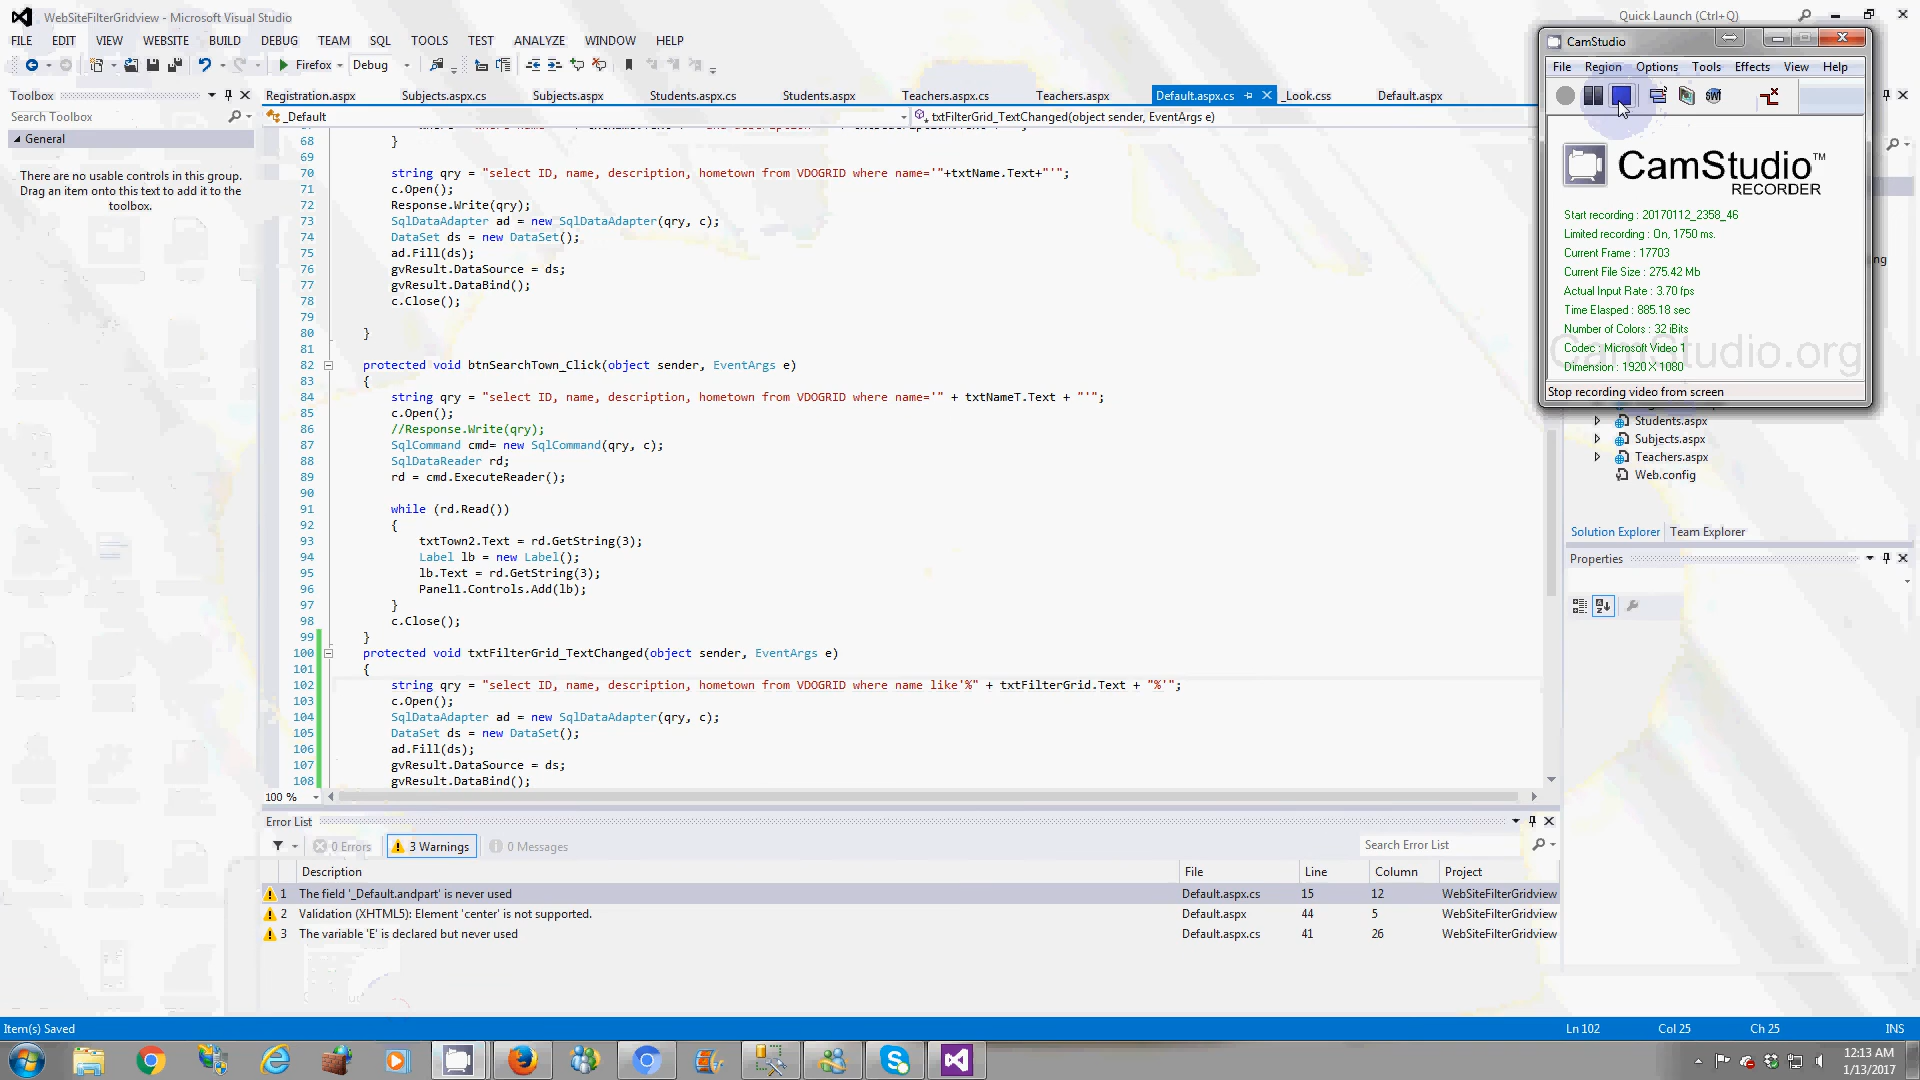 WebSiteFilterGridview - Microsoft Visual Studio
Quick Launch (Ctrl+Q)
FILE EDIT VIEW WEBSITE BUILD DEBUG TEAM SQL TOOLS TEST ANALYZE WINDOW HELP
Firefox Debug
Toolbox
Search Toolbox
General
There are no usable controls in this group.
Drag an item onto this text to add it to the
toolbox.
Registration.aspx Subjects.aspx.cs Subjects.aspx Students.aspx.cs Students.aspx Teachers.aspx.cs Teachers.aspx Default.aspx.cs _Look.css Default.aspx
_Default txtFilterGrid_TextChanged(object sender, EventArgs e)
68 }
69
70 string qry = "select ID, name, description, hometown from VDOGRID where name='"+txtName.Text+"'";
71 c.Open();
72 Response.Write(qry);
73 SqlDataAdapter ad = new SqlDataAdapter(qry, c);
74 DataSet ds = new DataSet();
75 ad.Fill(ds);
76 gvResult.DataSource = ds;
77 gvResult.DataBind();
78 c.Close();
79
80 }
81
82 protected void btnSearchTown_Click(object sender, EventArgs e)
83 {
84 string qry = "select ID, name, description, hometown from VDOGRID where name='" + txtNameT.Text + "'";
85 c.Open();
86 //Response.Write(qry);
87 SqlCommand cmd= new SqlCommand(qry, c);
88 SqlDataReader rd;
89 rd = cmd.ExecuteReader();
90
91 while (rd.Read())
92 {
93 txtTown2.Text = rd.GetString(3);
94 Label lb = new Label();
95 lb.Text = rd.GetString(3);
96 Panel1.Controls.Add(lb);
97 }
98 c.Close();
99 }
100 protected void txtFilterGrid_TextChanged(object sender, EventArgs e)
101 {
102 string qry = "select ID, name, description, hometown from VDOGRID where name like'%" + txtFilterGrid.Text + "%'";
103 c.Open();
104 SqlDataAdapter ad = new SqlDataAdapter(qry, c);
105 DataSet ds = new DataSet();
106 ad.Fill(ds);
107 gvResult.DataSource = ds;
108 gvResult.DataBind();
100 %
Error List
0 Errors 3 Warnings 0 Messages
Search Error List
Description File Line Column Project
1 The field '_Default.andpart' is never used Default.aspx.cs 15 12 WebSiteFilterGridview
2 Validation (XHTML5): Element 'center' is not supported. Default.aspx 44 5 WebSiteFilterGridview
3 The variable 'E' is declared but never used Default.aspx.cs 41 26 WebSiteFilterGridview
CamStudio
File Region Options Tools Effects View Help
CamStudio™
RECORDER
Start recording : 20170112_2358_46
Limited recording : On, 1750 ms.
Current Frame : 17703
Current File Size : 275.42 Mb
Actual Input Rate : 3.70 fps
Time Elasped : 885.18 sec
Number of Colors : 32 iBits
Codec : Microsoft Video 1
Dimension : 1920 X 1080
CamStudio.org
Stop recording video from screen
Students.aspx
Subjects.aspx
Teachers.aspx
Web.config
Solution Explorer Team Explorer
Properties
Item(s) Saved Ln 102 Col 25 Ch 25 INS
12:13 AM
1/13/2017